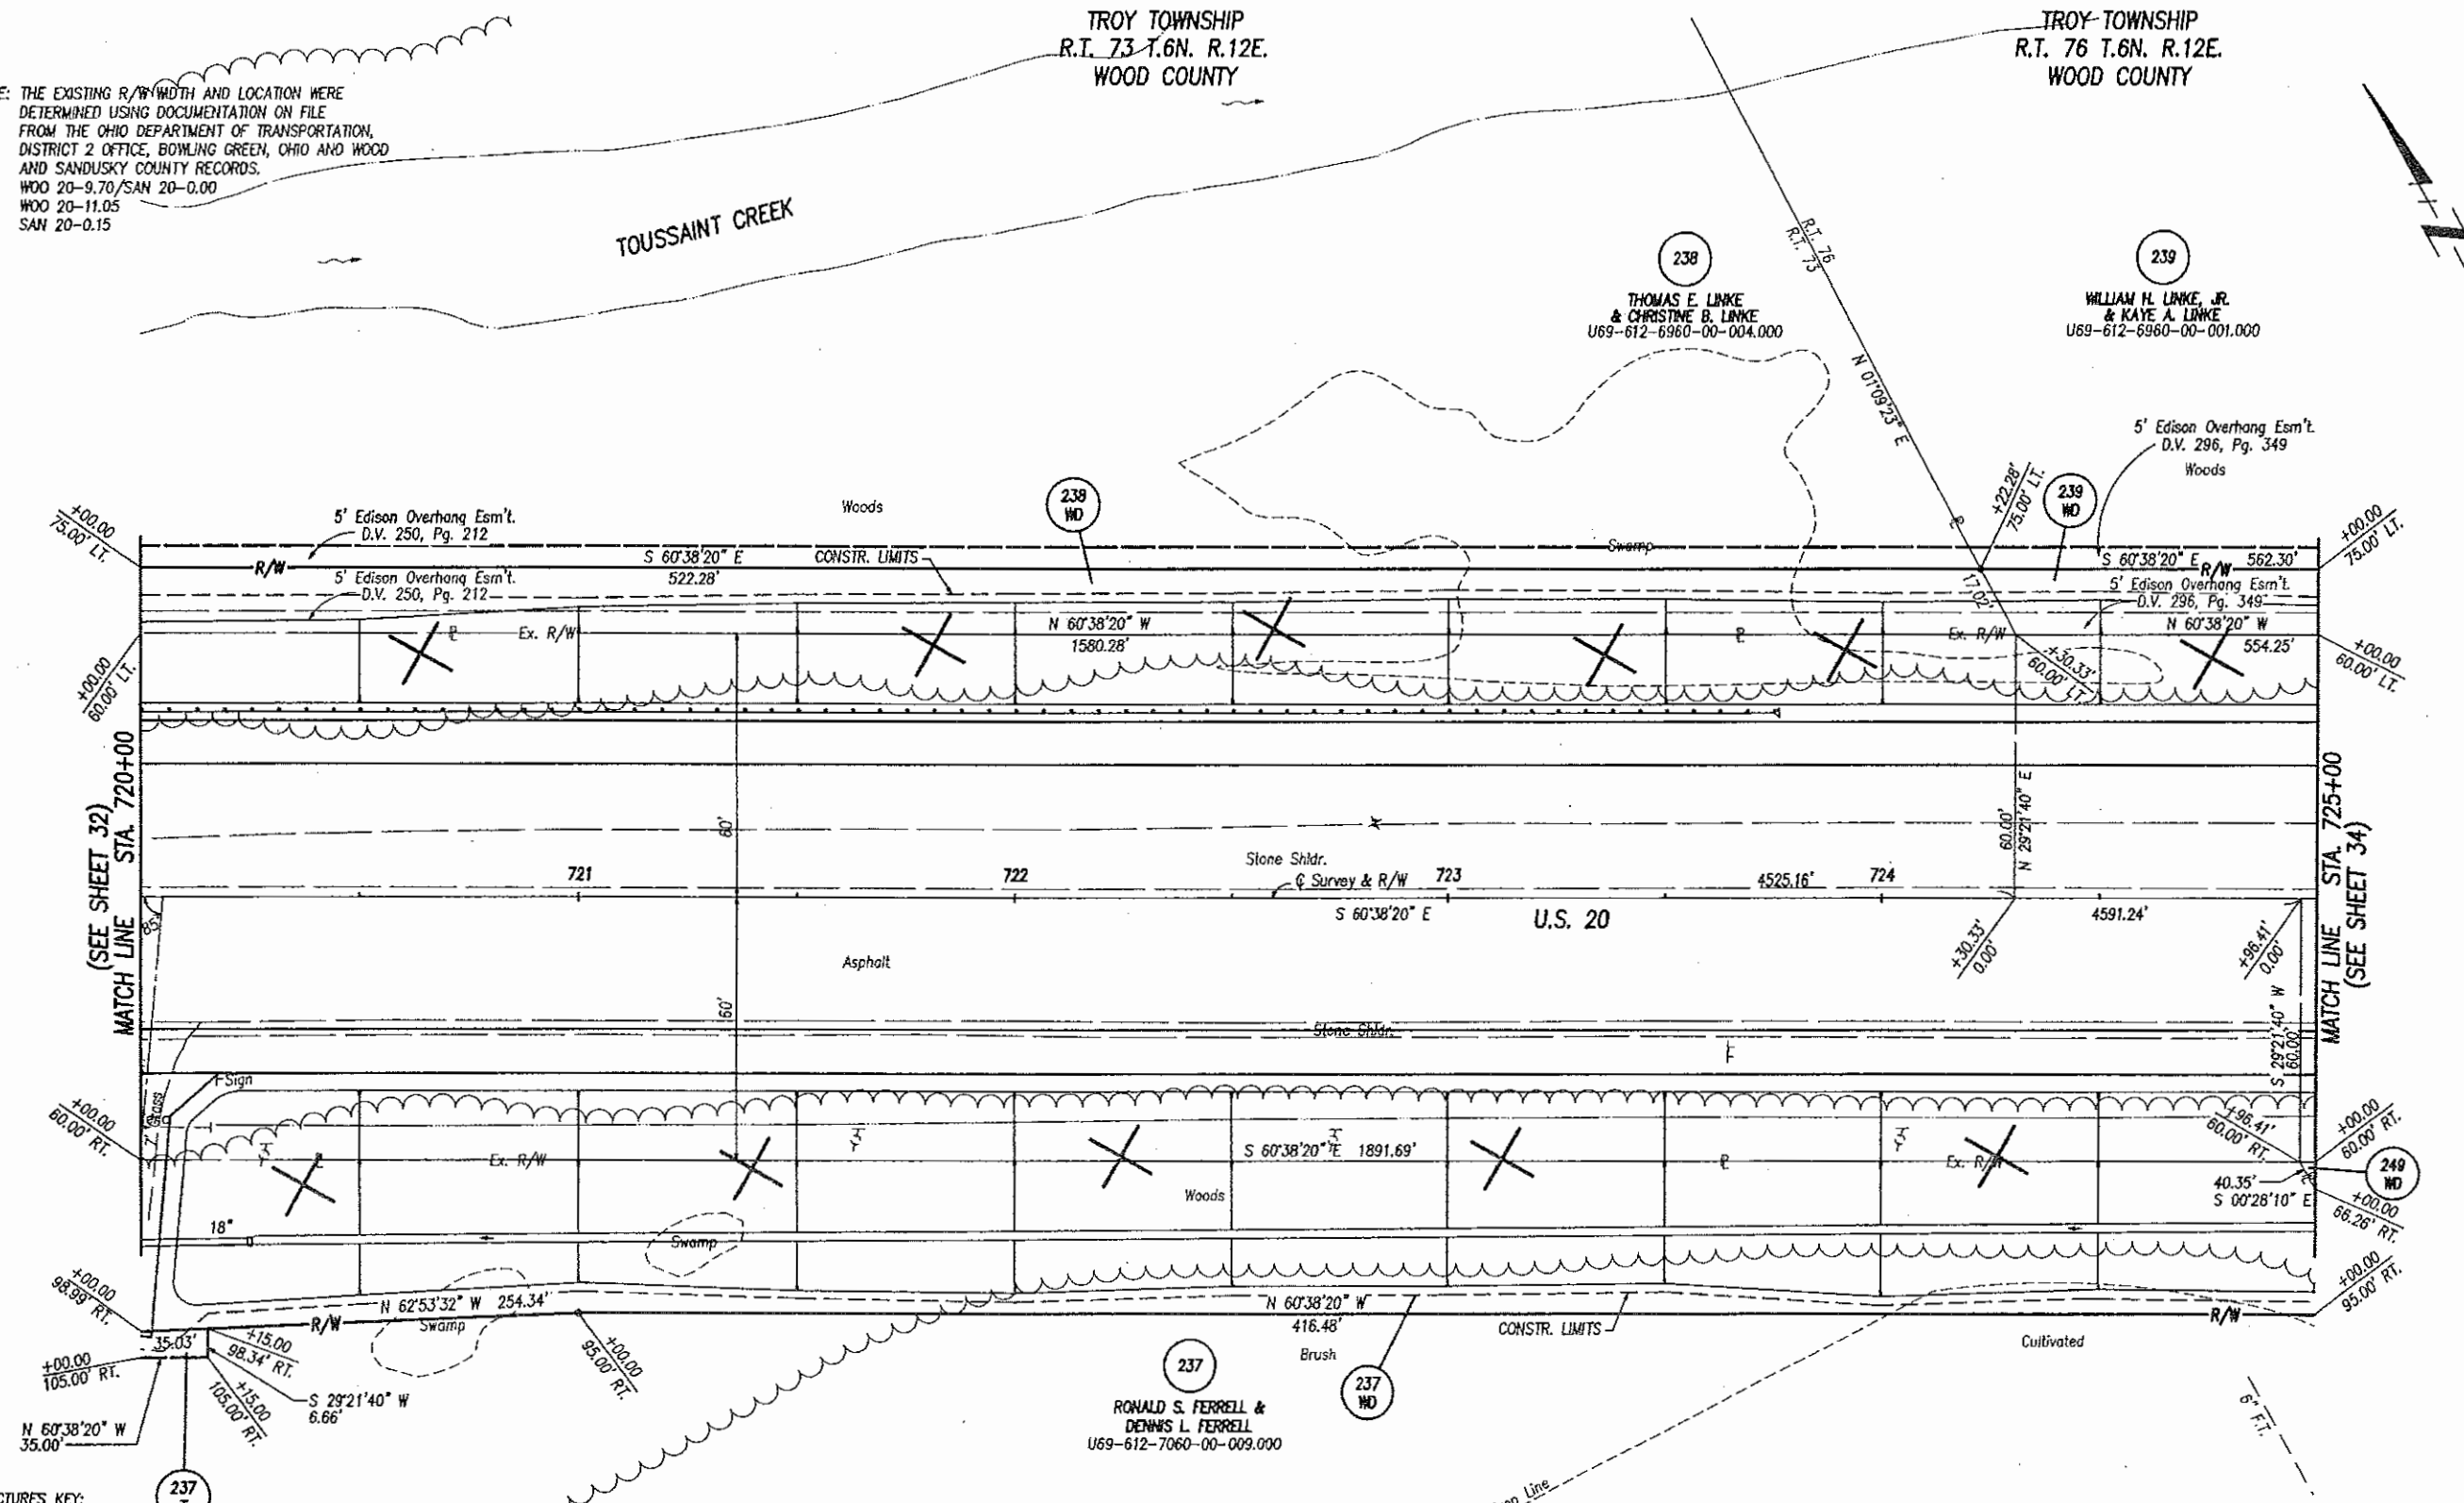 TROY TOWNSHIP
R.T. 73 T.6N. R.12E.
WOOD COUNTY
TROY TOWNSHIP
R.T. 76 T.6N. R.12E.
WOOD COUNTY
E: THE EXISTING R/W WIDTH AND LOCATION WERE
DETERMINED USING DOCUMENTATION ON FILE
FROM THE OHIO DEPARTMENT OF TRANSPORTATION,
DISTRICT 2 OFFICE, BOWLING GREEN, OHIO AND WOOD
AND SANDUSKY COUNTY RECORDS.
WOO 20-9.70/SAN 20-0.00
WOO 20-11.05
SAN 20-0.15
TOUSSAINT CREEK
R.T. 76
R.T. 73
238
THOMAS E. LINKE
& CHRISTINE B. LINKE
U69-612-6960-00-004.000
239
WILLIAM H. LINKE, JR.
& KAYE A. LINKE
U69-612-6960-00-001.000
N 01°09'23" E
5' Edison Overhang Esm't.
D.V. 296, Pg. 349
Woods
+22.28'
75.00' LT.
239
WD
238
WD
Woods
+00.00
75.00' LT.
5' Edison Overhang Esm't.
D.V. 250, Pg. 212
+00.00
75.00' LT.
Swamp
S 60°38'20" E
522.28'
CONSTR. LIMITS
R/W
S 60°38'20" E
R/W
562.30'
5' Edison Overhang Esm't.
D.V. 250, Pg. 212
17.02'
5' Edison Overhang Esm't.
D.V. 296, Pg. 349
Ex. R/W
N 60°38'20" W
1580.28'
Ex. R/W
N 60°38'20" W
554.25'
+00.00
60.00' LT.
+30.33'
60.00' LT.
+00.00
60.00' LT.
(SEE SHEET 32)
MATCH LINE STA. 720+00
60'
N 29°21'40" E
60.00'
MATCH LINE STA. 725+00
(SEE SHEET 34)
Stone Shldr.
721
722
₵ Survey & R/W
723
4525.16'
724
S 60°38'20" E
U.S. 20
4591.24'
85°
+30.33'
0.00'
+96.41'
0.00'
Asphalt
60'
Stone Shldr.
S 29°21'40" W
60.00'
Sign
Grass
+00.00
60.00' RT.
+96.41'
60.00' RT.
+00.00
60.00' RT.
Ex. R/W
S 60°38'20" E 1891.69'
Ex. R/W
249
WD
40.35'
S 00°28'10" E
+00.00
66.26' RT.
Woods
18"
Swamp
+00.00
98.99' RT.
+00.00
95.00' RT.
N 62°53'32" W 254.34'
R/W
Swamp
N 60°38'20" W
416.48'
CONSTR. LIMITS
R/W
35.03'
+15.00
98.34' RT.
+00.00
95.00' RT.
Cultivated
Brush
+00.00
105.00' RT.
+15.00
105.00' RT.
S 29°21'40" W
6.66'
237
237
WD
RONALD S. FERRELL &
DENNIS L. FERRELL
U69-612-7060-00-009.000
N 60°38'20" W
35.00'
6" F.T.
237
Line
KEY: